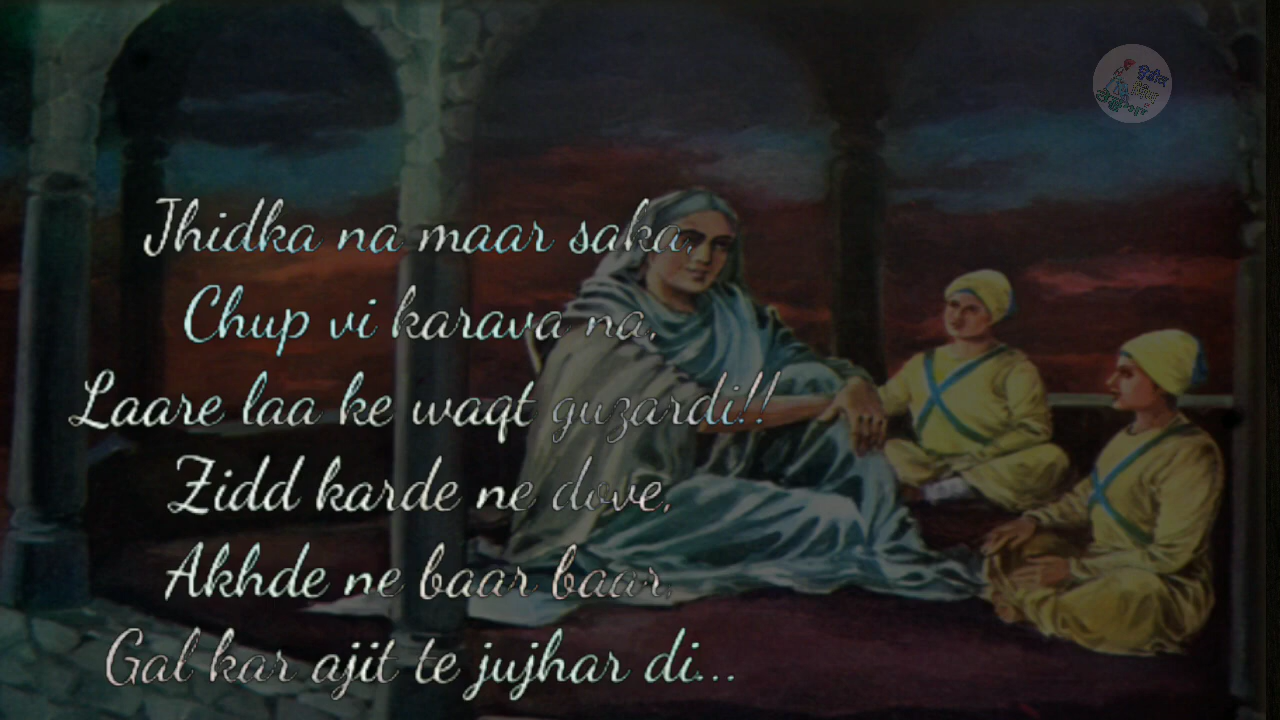 Jhidka na maar saka,
Chup vi karava na,
Laare laa ke waqt guzardi!!
Zidd karde ne dove,
Akhde ne baar baar,
Gal kar ajit te jujhar di...